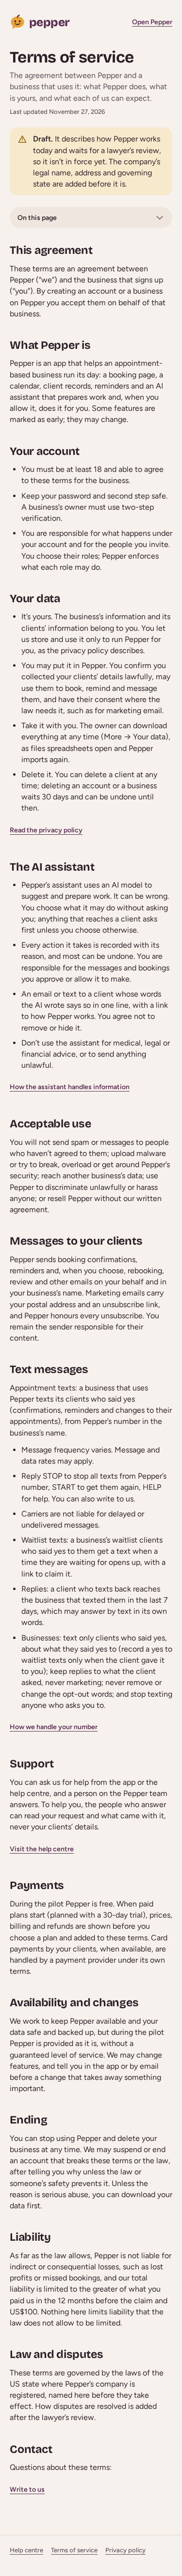 pepper
Open Pepper
Terms of service
The agreement between Pepper and a
business that uses it: what Pepper does, what
is yours, and what each of us can expect.
Last updated November 27, 2026
Draft. It describes how Pepper works
today and waits for a lawyer's review,
so it isn't in force yet. The company's
legal name, address and governing
state are added before it is.
On this page
This agreement
These terms are an agreement between
Pepper ("we") and the business that signs up
("you"). By creating an account or a business
on Pepper you accept them on behalf of that
business.
What Pepper is
Pepper is an app that helps an appointment-
based business run its day: a booking page, a
calendar, client records, reminders and an AI
assistant that prepares work and, when you
allow it, does it for you. Some features are
marked as early; they may change.
Your account
• You must be at least 18 and able to agree
to these terms for the business.
• Keep your password and second step safe.
A business's owner must use two-step
verification.
• You are responsible for what happens under
your account and for the people you invite.
You choose their roles; Pepper enforces
what each role may do.
Your data
• It's yours. The business's information and its
clients' information belong to you. You let
us store and use it only to run Pepper for
you, as the privacy policy describes.
• You may put it in Pepper. You confirm you
collected your clients' details lawfully, may
use them to book, remind and message
them, and have their consent where the
law needs it, such as for marketing email.
• Take it with you. The owner can download
everything at any time (More → Your data),
as files spreadsheets open and Pepper
imports again.
• Delete it. You can delete a client at any
time; deleting an account or a business
waits 30 days and can be undone until
then.
Read the privacy policy
The AI assistant
• Pepper's assistant uses an AI model to
suggest and prepare work. It can be wrong.
You choose what it may do without asking
you; anything that reaches a client asks
first unless you choose otherwise.
• Every action it takes is recorded with its
reason, and most can be undone. You are
responsible for the messages and bookings
you approve or allow it to make.
• An email or text to a client whose words
the AI wrote says so in one line, with a link
to how Pepper works. You agree not to
remove or hide it.
• Don't use the assistant for medical, legal or
financial advice, or to send anything
unlawful.
How the assistant handles information
Acceptable use
You will not send spam or messages to people
who haven't agreed to them; upload malware
or try to break, overload or get around Pepper's
security; reach another business's data; use
Pepper to discriminate unlawfully or harass
anyone; or resell Pepper without our written
agreement.
Messages to your clients
Pepper sends booking confirmations,
reminders and, when you choose, rebooking,
review and other emails on your behalf and in
your business's name. Marketing emails carry
your postal address and an unsubscribe link,
and Pepper honours every unsubscribe. You
remain the sender responsible for their
content.
Text messages
Appointment texts: a business that uses
Pepper texts its clients who said yes
(confirmations, reminders and changes to their
appointments), from Pepper's number in the
business's name.
• Message frequency varies. Message and
data rates may apply.
• Reply STOP to stop all texts from Pepper's
number, START to get them again, HELP
for help. You can also write to us.
• Carriers are not liable for delayed or
undelivered messages.
• Waitlist texts: a business's waitlist clients
who said yes to them get a text when a
time they are waiting for opens up, with a
link to claim it.
• Replies: a client who texts back reaches
the business that texted them in the last 7
days, which may answer by text in its own
words.
• Businesses: text only clients who said yes,
about what they said yes to (record a yes to
waitlist texts only when the client gave it
to you); keep replies to what the client
asked, never marketing; never remove or
change the opt-out words; and stop texting
anyone who asks you to.
How we handle your number
Support
You can ask us for help from the app or the
help centre, and a person on the Pepper team
answers. To help you, the people who answer
can read your request and what came with it,
never your clients' details.
Visit the help centre
Payments
During the pilot Pepper is free. When paid
plans start (planned with a 30-day trial), prices,
billing and refunds are shown before you
choose a plan and added to these terms. Card
payments by your clients, when available, are
handled by a payment provider under its own
terms.
Availability and changes
We work to keep Pepper available and your
data safe and backed up, but during the pilot
Pepper is provided as it is, without a
guaranteed level of service. We may change
features, and tell you in the app or by email
before a change that takes away something
important.
Ending
You can stop using Pepper and delete your
business at any time. We may suspend or end
an account that breaks these terms or the law,
after telling you why unless the law or
someone's safety prevents it. Unless the
reason is serious abuse, you can download your
data first.
Liability
As far as the law allows, Pepper is not liable for
indirect or consequential losses, such as lost
profits or missed bookings, and our total
liability is limited to the greater of what you
paid us in the 12 months before the claim and
US$100. Nothing here limits liability that the
law does not allow to be limited.
Law and disputes
These terms are governed by the laws of the
US state where Pepper's company is
registered, named here before they take
effect. How disputes are resolved is added
after the lawyer's review.
Contact
Questions about these terms:
Write to us
Help centre
Terms of service
Privacy policy